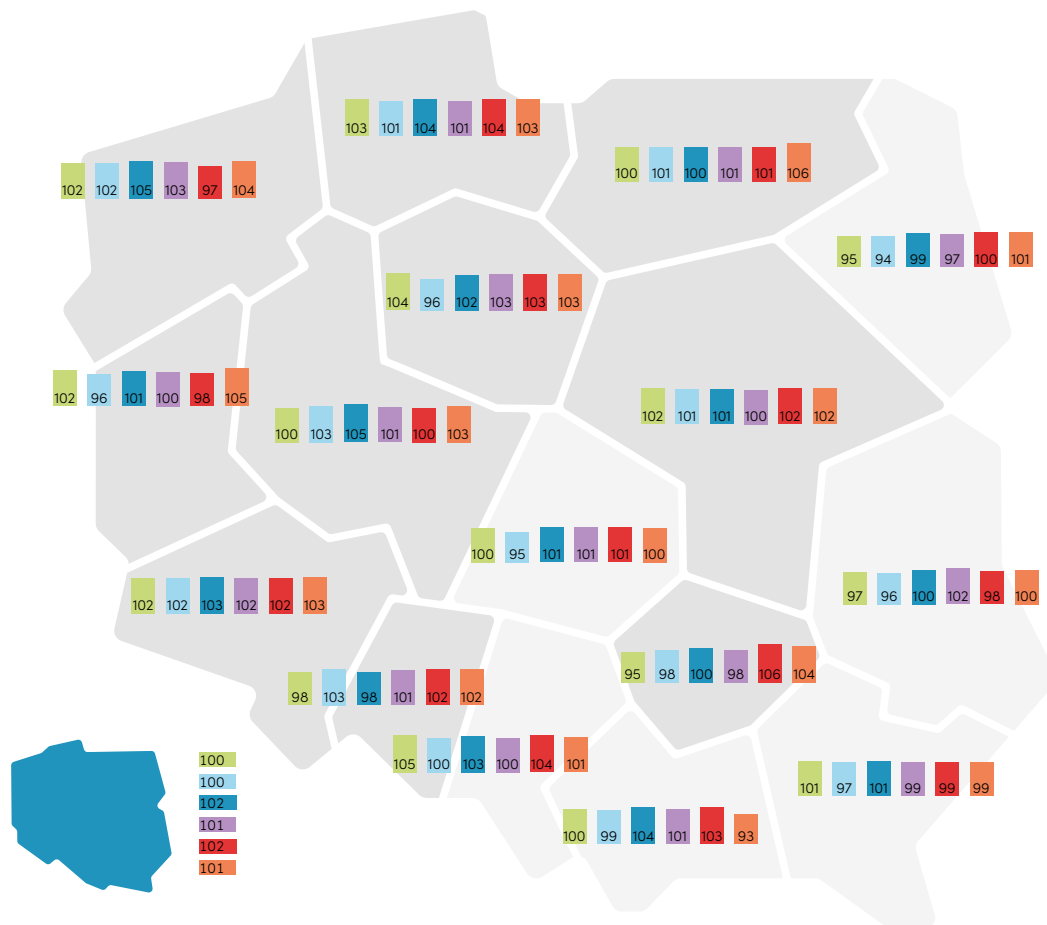 103 101 104 101 104 103
100 101 100 101 101 106
102 102 105 103 97 104
95 94 99 97 100 101
104 96 102 103 103 103
102 96 101 100 98 105
102 101 101 100 102 102
100 103 105 101 100 103
100 95 101 101 101 100
97 96 100 102 98 100
102 102 103 102 102 103
95 98 100 98 106 104
98 103 98 101 102 102
105 100 103 100 104 101
100
100
102
101
102
101
101 97 101 99 99 99
100 99 104 101 103 93